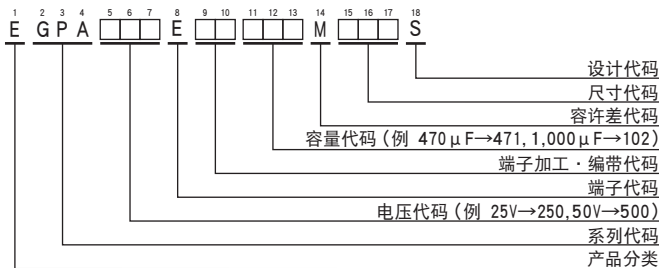 1 2 3 4 5 6 7 8 9 10 11 12 13 14 15 16 17 18
E GPA E M S
设计代码
尺寸代码
容许差代码
容量代码(例 470μF→471,1,000μF→102)
端子加工·编带代码
端子代码
电压代码(例 25V→250,50V→500)
系列代码
产品分类